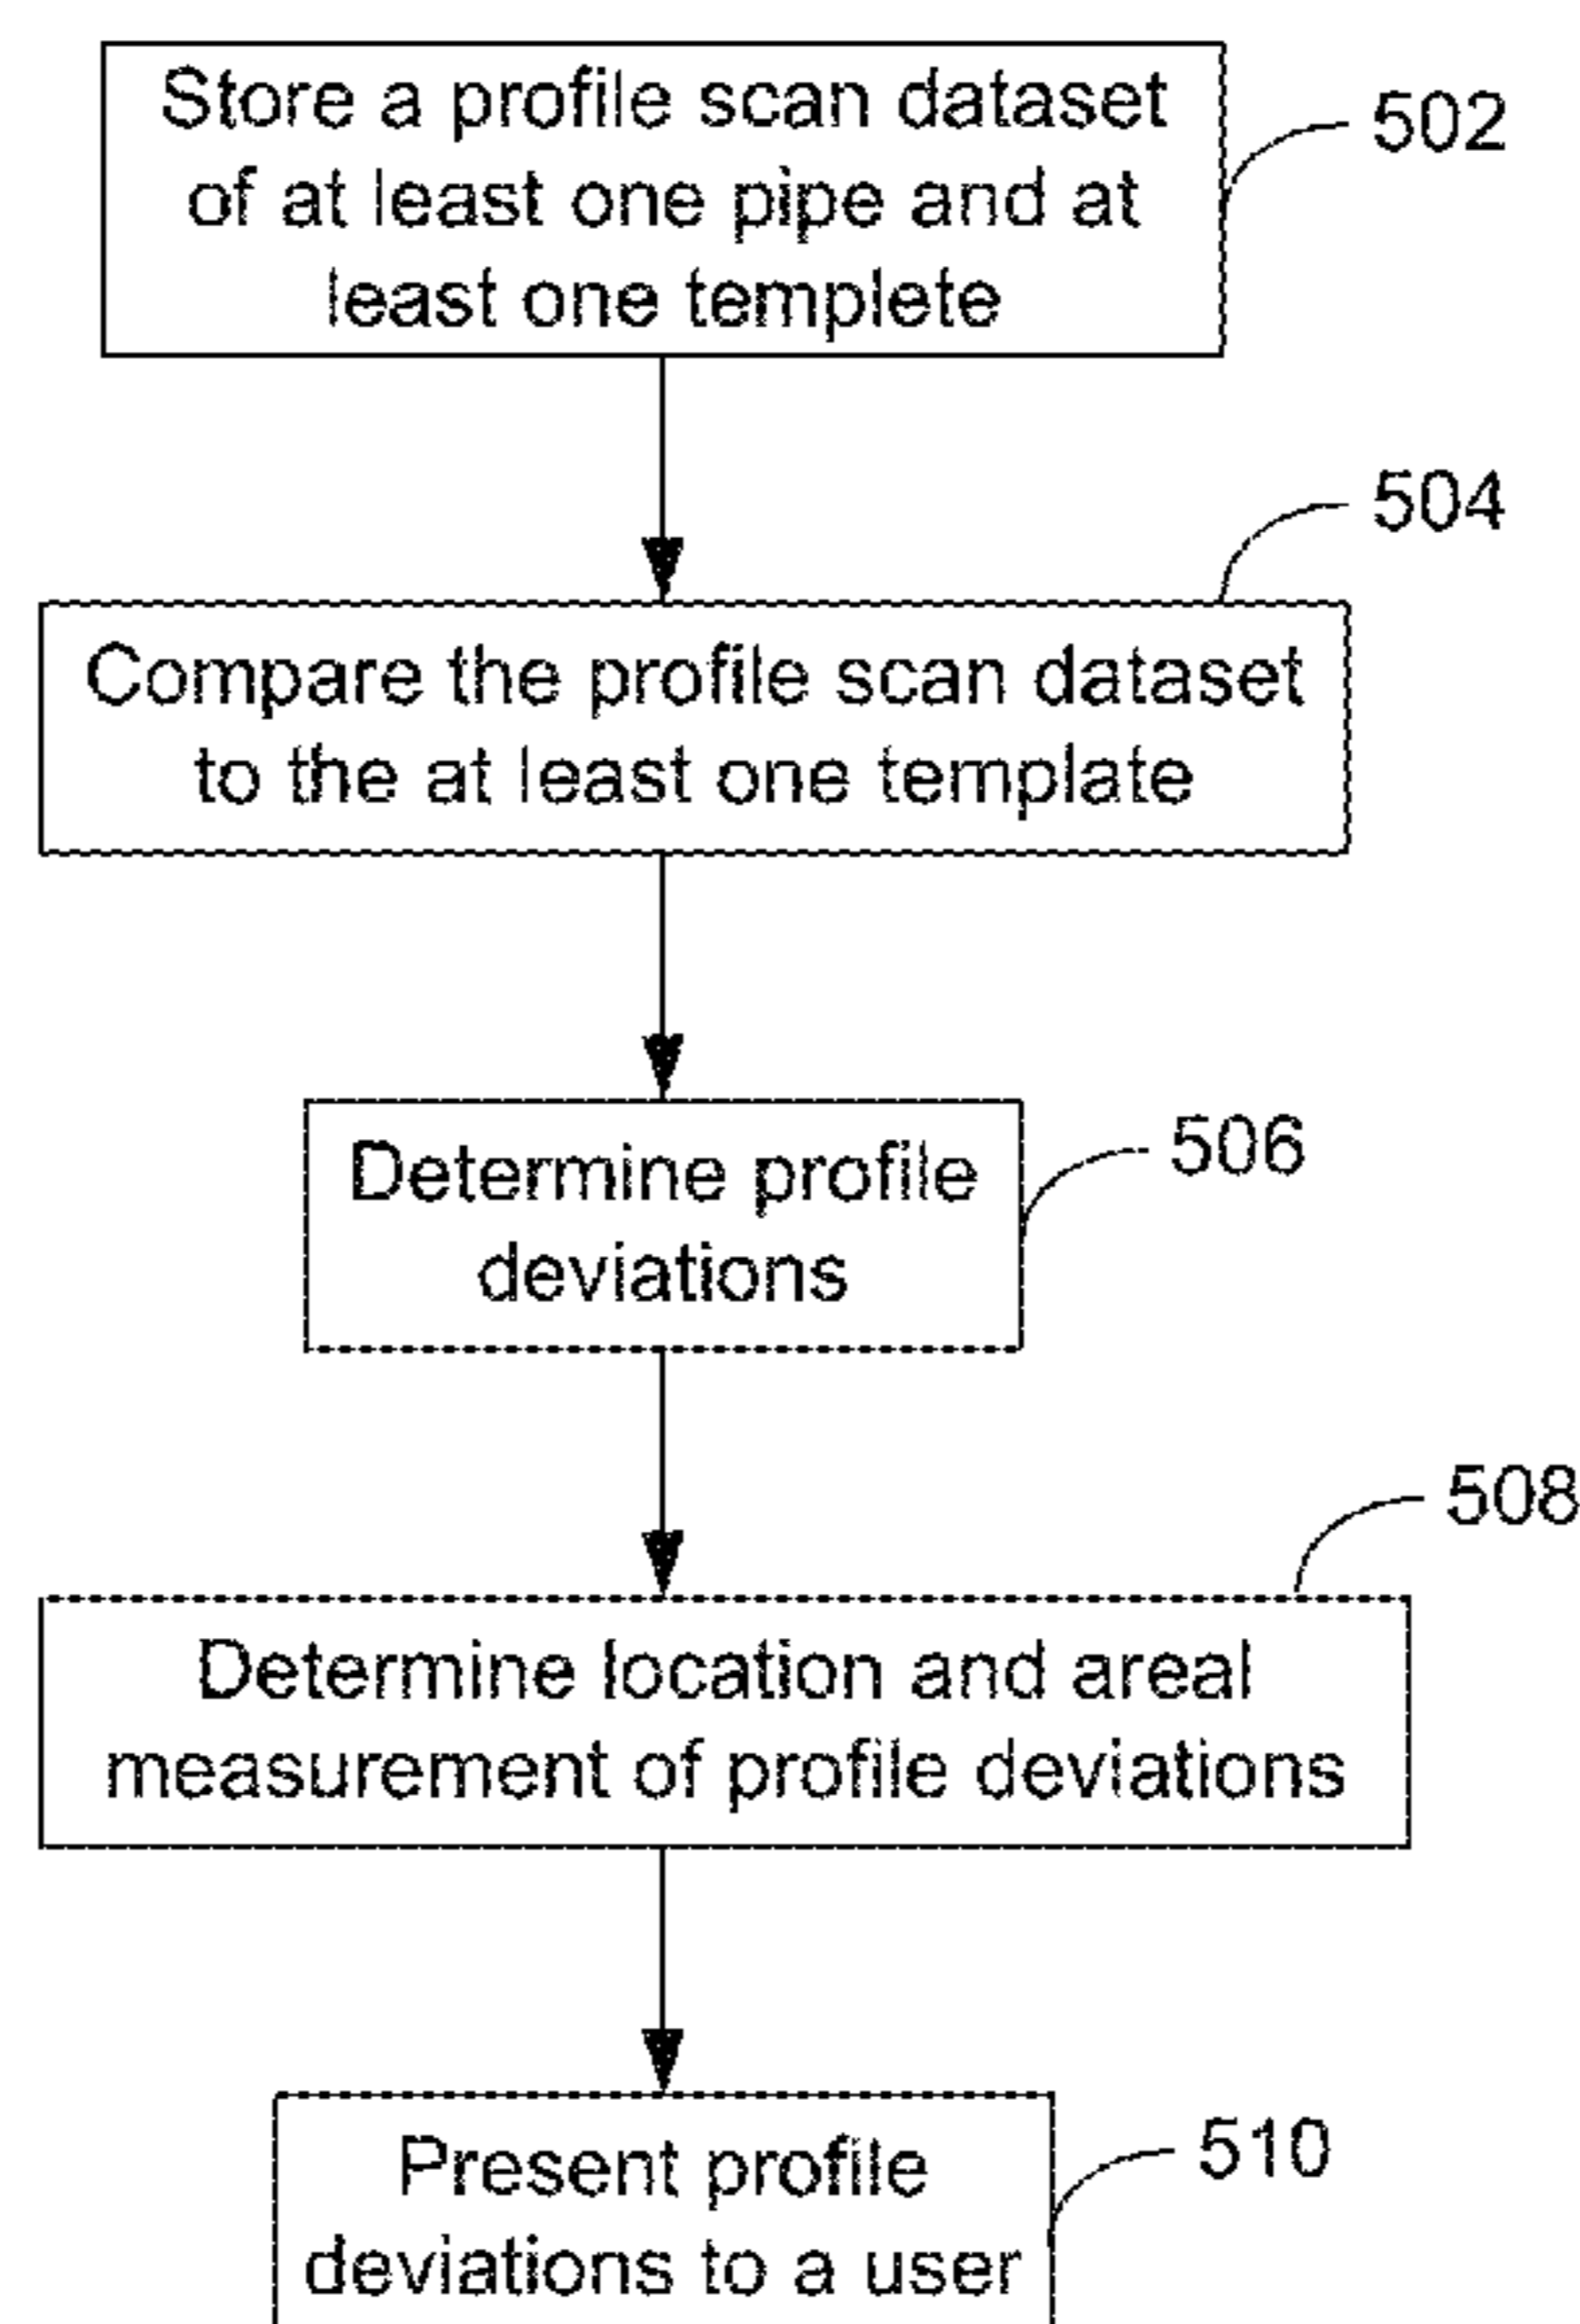 Store a profile scan dataset
of at least one pipe and at
least one templete
502
504
Compare the profile scan dataset
to the at least one template
Determine profile
deviations
506
508
Determine location and areal
measurement of profile deviations
Present profile
deviations to a user
510